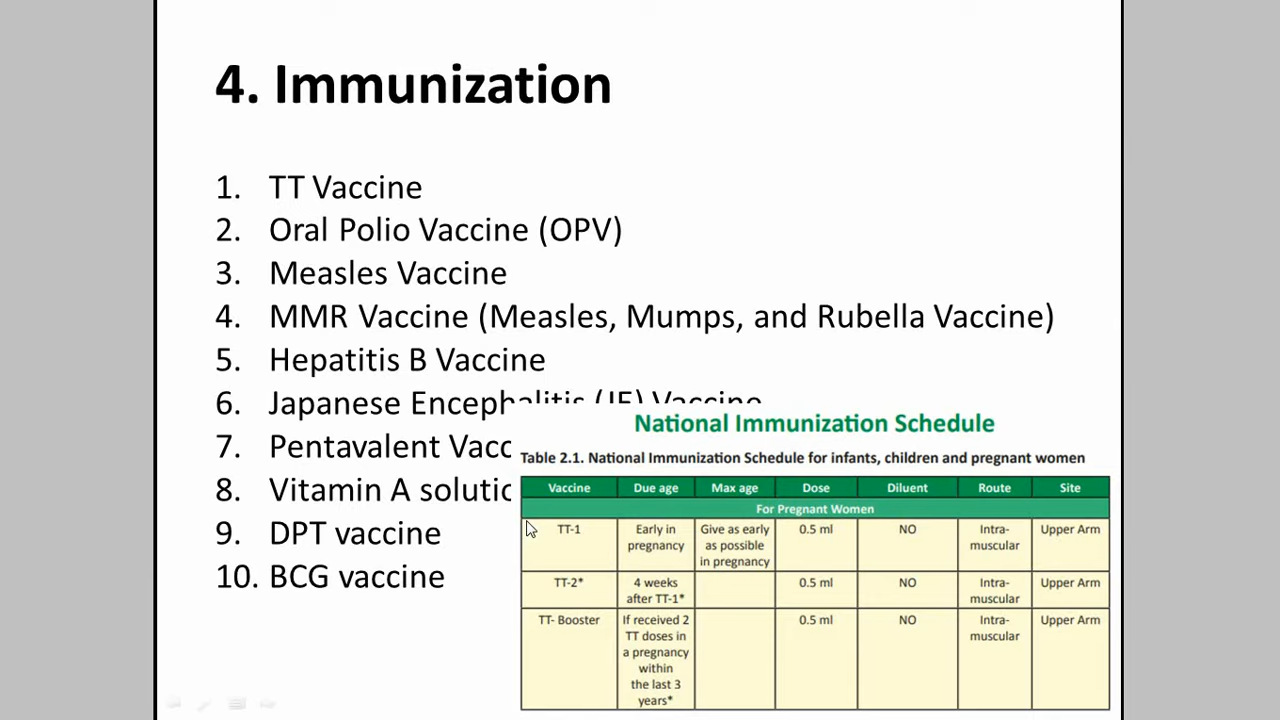 4. Immunization
1. TT Vaccine
2. Oral Polio Vaccine (OPV)
3. Measles Vaccine
4. MMR Vaccine (Measles, Mumps, and Rubella Vaccine)
5. Hepatitis B Vaccine
6. Japanese Encephalitis (JE) Vaccine
7. Pentavalent Vacc
8. Vitamin A solutio
9. DPT vaccine
10. BCG vaccine
National Immunization Schedule
Table 2.1. National Immunization Schedule for infants, children and pregnant women
Vaccine Due age Max age Dose Diluent Route Site
For Pregnant Women
TT-1 Early in Give as early 0.5 ml NO Intra- Upper Arm
pregnancy as possible muscular
in pregnancy
TT-2* 4 weeks 0.5 ml NO Intra- Upper Arm
after TT-1* muscular
TT- Booster If received 2 0.5 ml NO Intra- Upper Arm
TT doses in muscular
a pregnancy
within
the last 3
years*